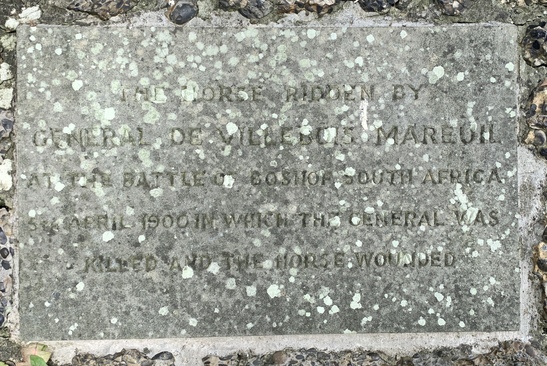 THE HORSE RIDDEN BY
GENERAL DE VILLEBOIS MAREUIL
AT THE BATTLE OF BOSHOF SOUTH AFRICA
5TH APRIL 1900 IN WHICH THE GENERAL WAS
KILLED AND THE HORSE WOUNDED